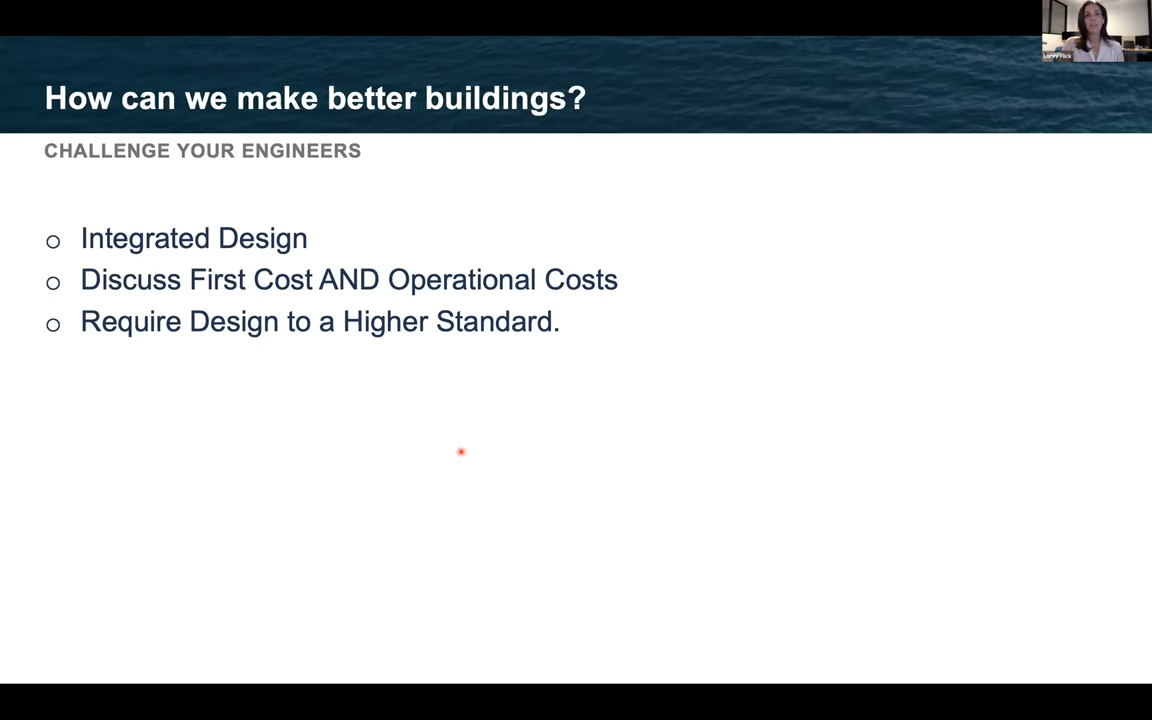 How can we make better buildings?
CHALLENGE YOUR ENGINEERS
o Integrated Design
o Discuss First Cost AND Operational Costs
o Require Design to a Higher Standard.